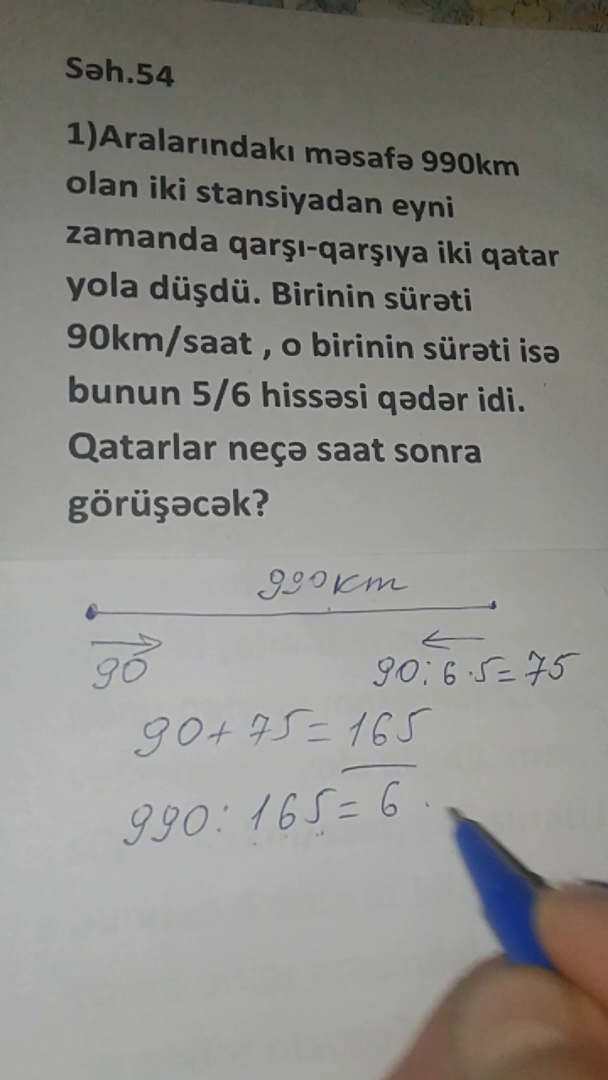 Səh.54
1)Aralarındakı məsafə 990km
olan iki stansiyadan eyni
zamanda qarşı-qarşıya iki qatar
yola düşdü. Birinin sürəti
90km/saat , o birinin sürəti isə
bunun 5/6 hissəsi qədər idi.
Qatarlar neçə saat sonra
görüşəcək?
990km
90
90:6·5=75
90+75=165
990:165=6